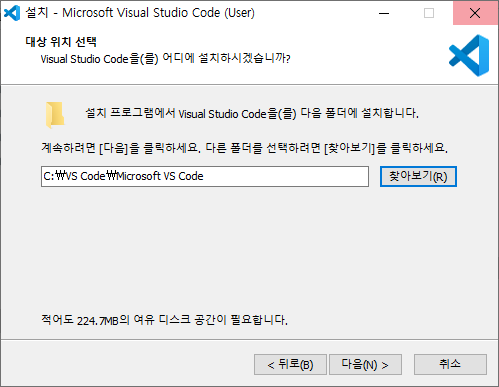 설치 - Microsoft Visual Studio Code (User)
대상 위치 선택
Visual Studio Code을(를) 어디에 설치하시겠습니까?
설치 프로그램에서 Visual Studio Code을(를) 다음 폴더에 설치합니다.
계속하려면 [다음]을 클릭하세요. 다른 폴더를 선택하려면 [찾아보기]를 클릭하세요.
C:₩VS Code₩Microsoft VS Code
찾아보기(R)
적어도 224.7MB의 여유 디스크 공간이 필요합니다.
< 뒤로(B) 다음(N) > 취소